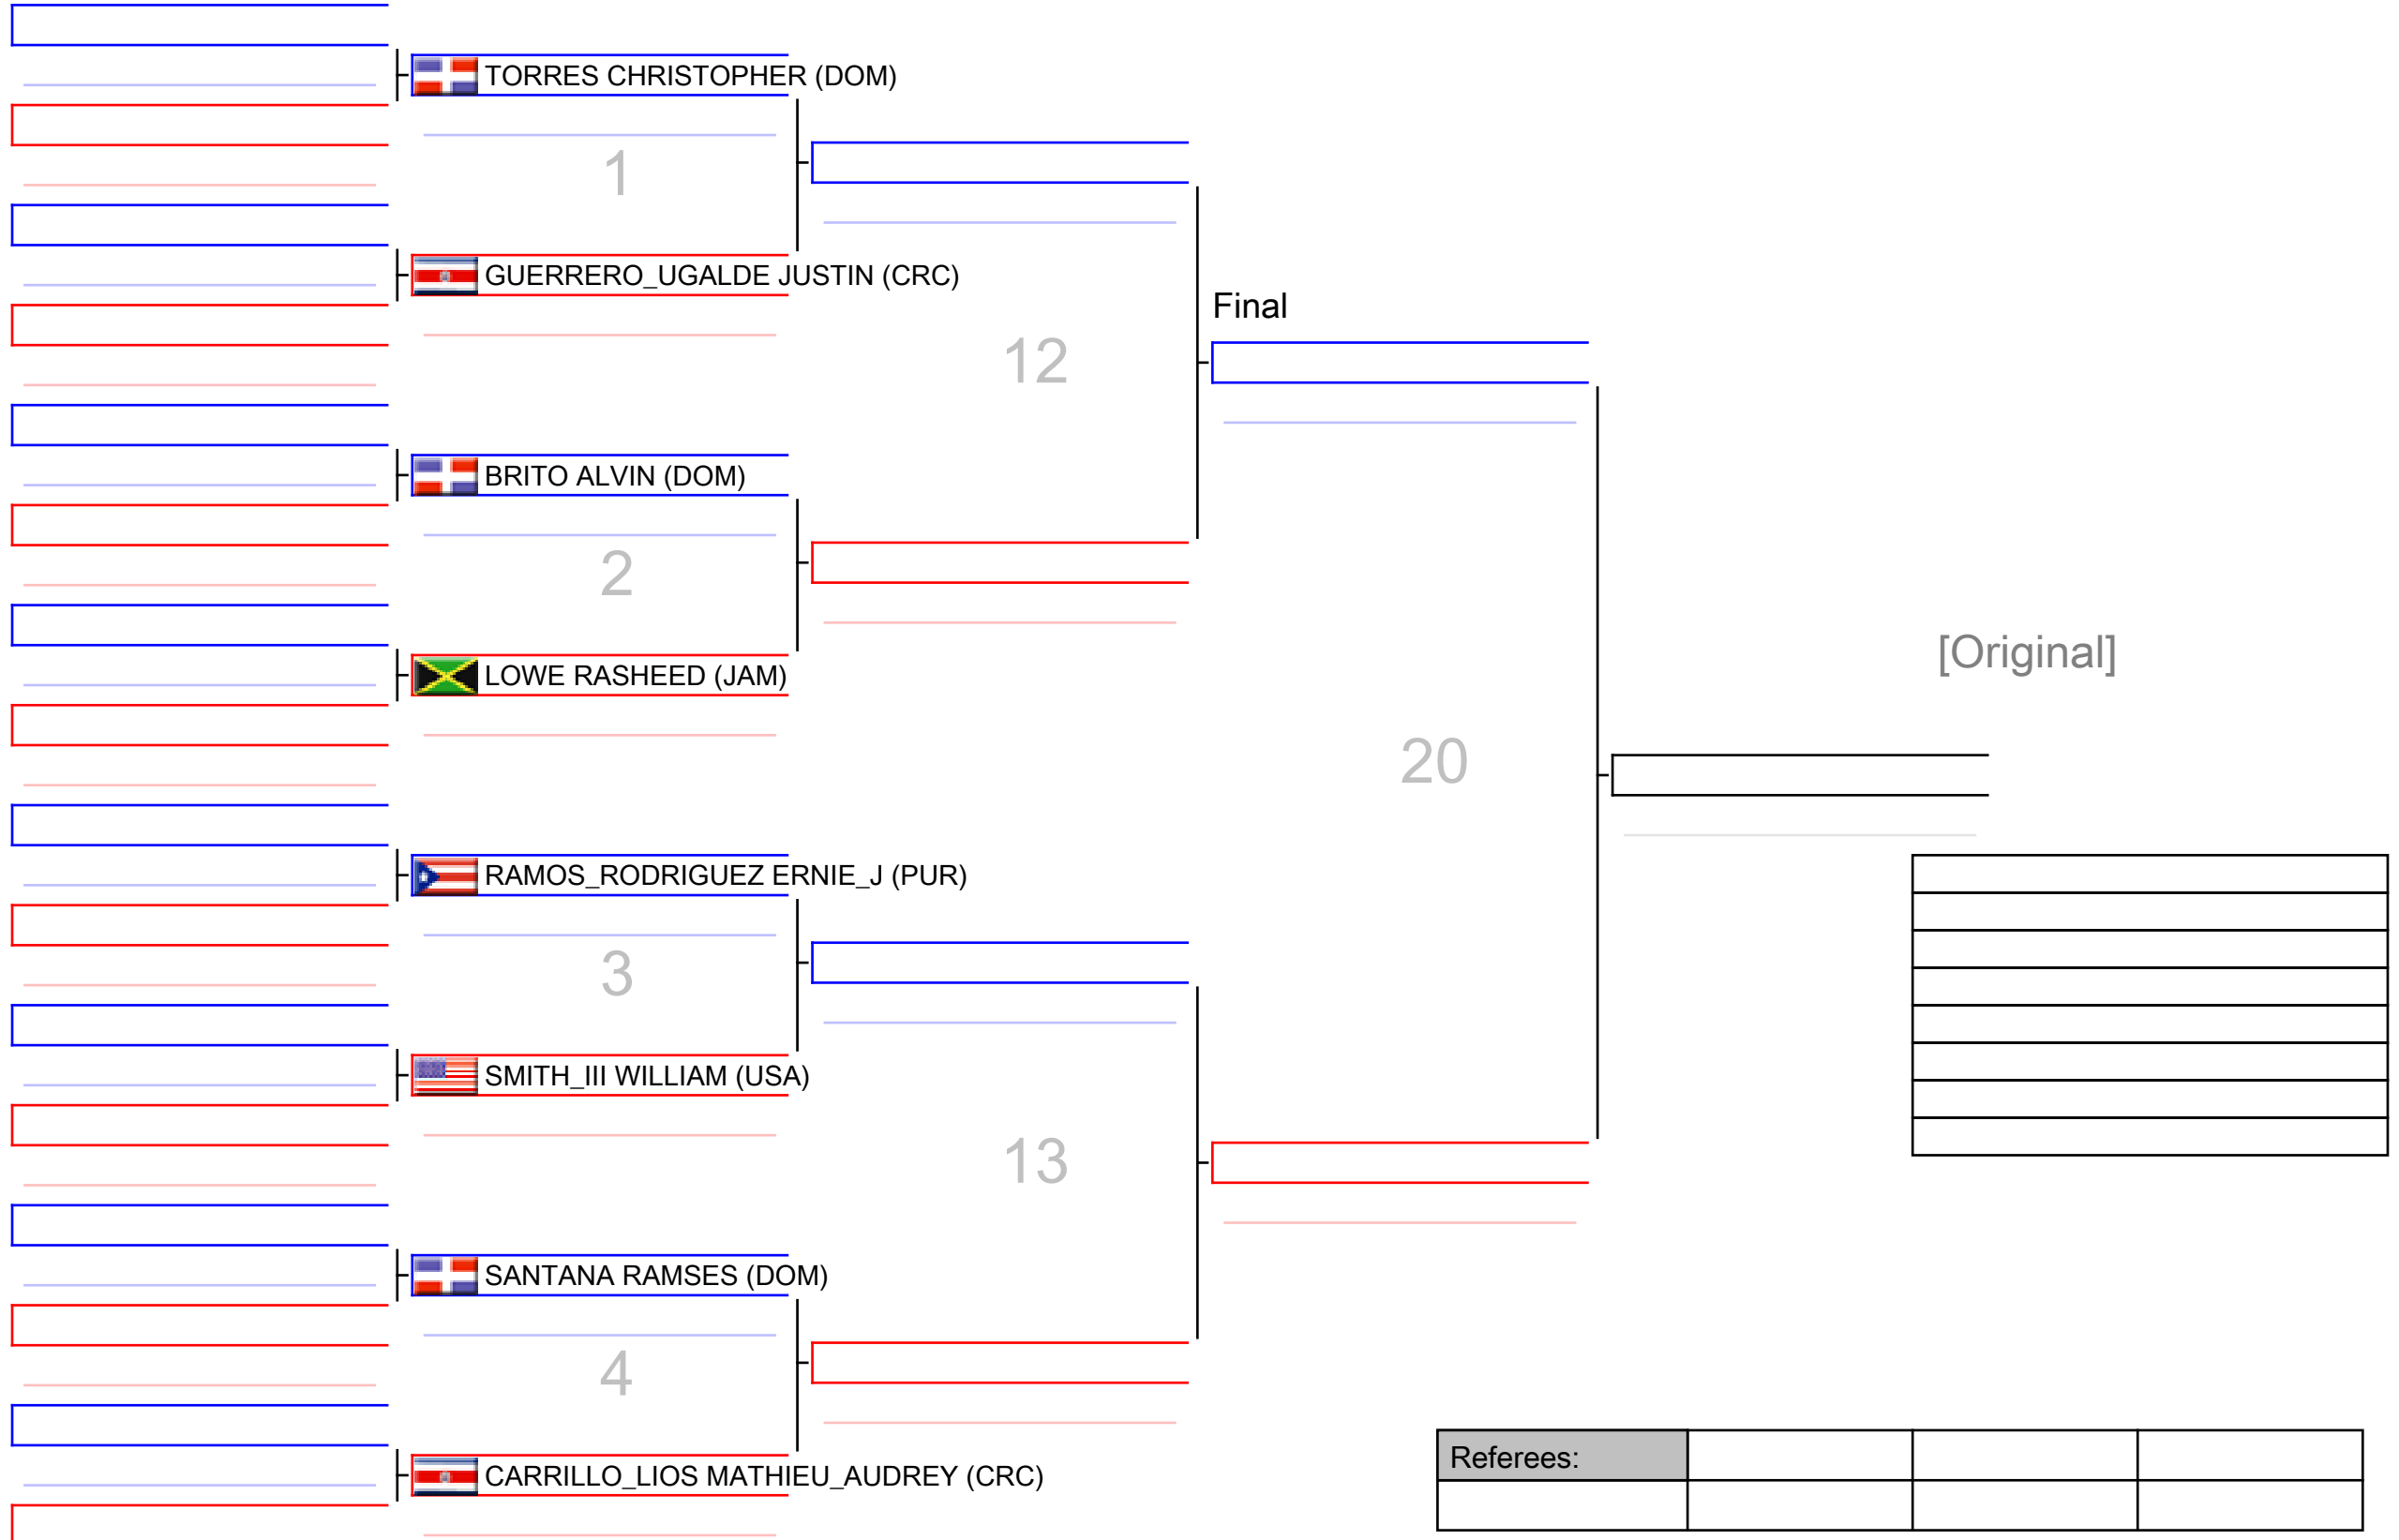 TORRES CHRISTOPHER (DOM)
1
GUERRERO_UGALDE JUSTIN (CRC)
Final
12
BRITO ALVIN (DOM)
2
LOWE RASHEED (JAM)
[Original]
20
RAMOS_RODRIGUEZ ERNIE_J (PUR)
3
SMITH_III WILLIAM (USA)
13
SANTANA RAMSES (DOM)
4
CARRILLO_LIOS MATHIEU_AUDREY (CRC)
Referees: